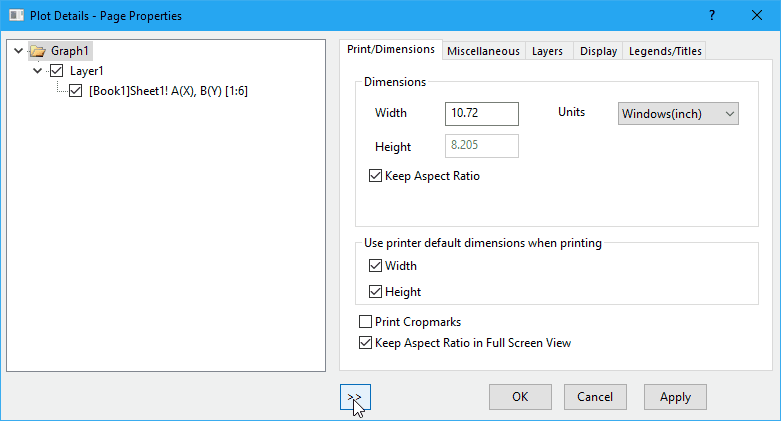 Plot Details - Page Properties
?
Graph1
Layer1
[Book1]Sheet1! A(X), B(Y) [1:6]
Print/Dimensions Miscellaneous Layers Display Legends/Titles
Dimensions
Width 10.72 Units Windows(inch)
Height 8.205
Keep Aspect Ratio
Use printer default dimensions when printing
Width
Height
Print Cropmarks
Keep Aspect Ratio in Full Screen View
>> OK Cancel Apply